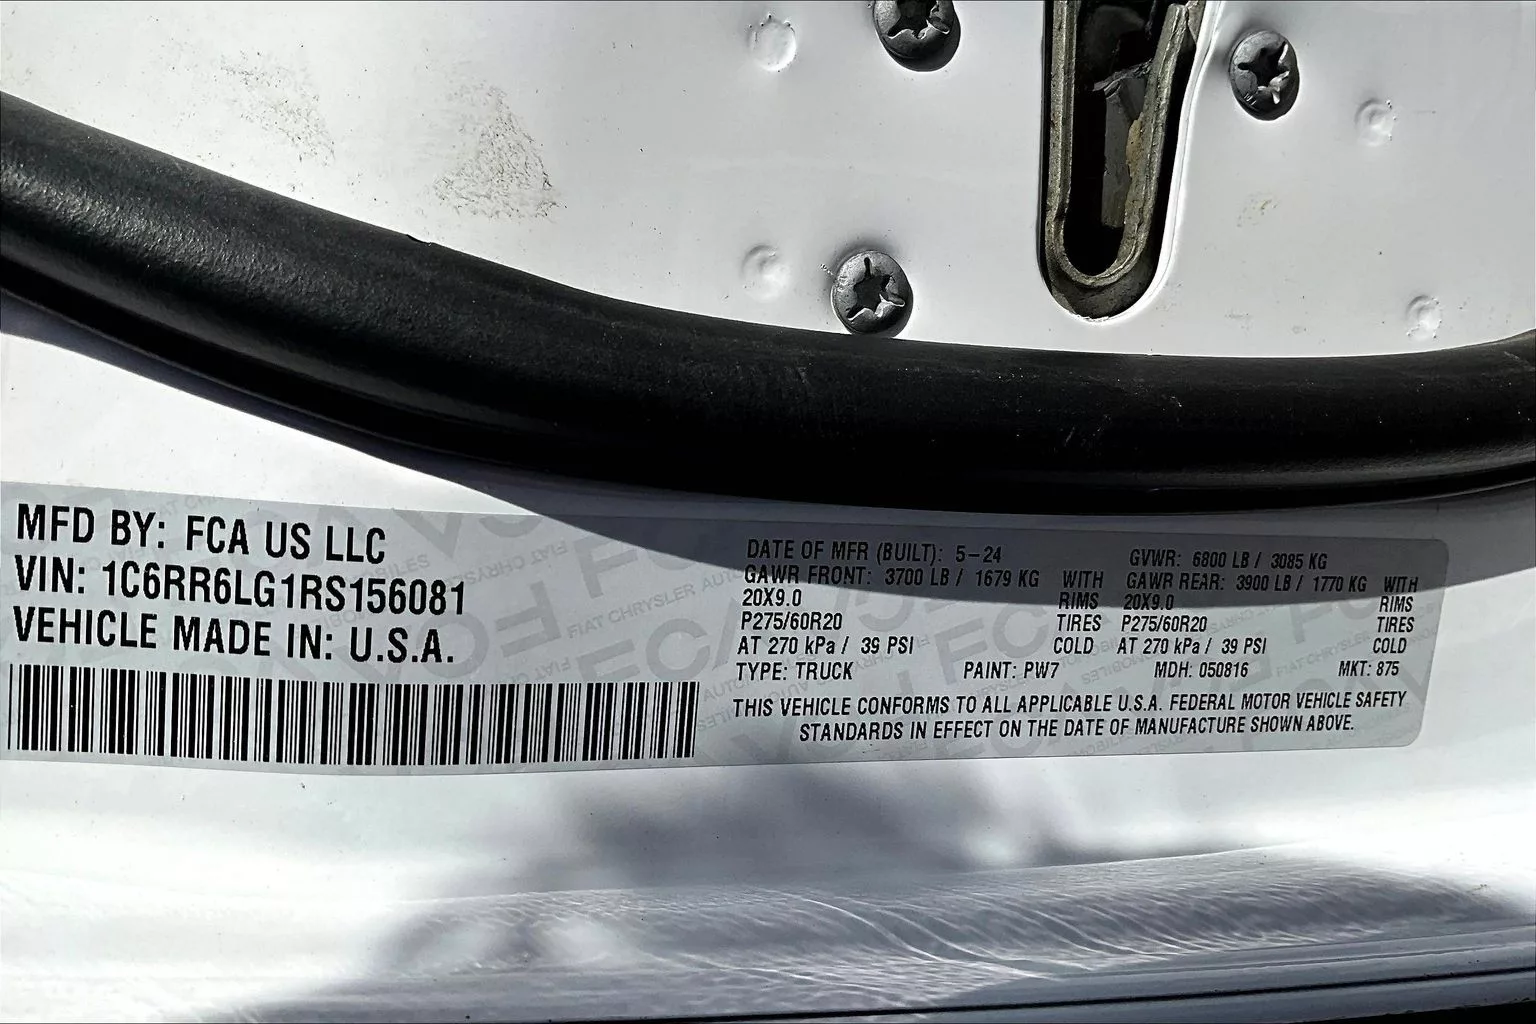 MFD BY: FCA US LLC
VIN: 1C6RR6LG1RS156081
VEHICLE MADE IN: U.S.A.
DATE OF MFR (BUILT): 5-24 GVWR: 6800 LB / 3085 KG
GAWR FRONT: 3700 LB / 1679 KG WITH GAWR REAR: 3900 LB / 1770 KG WITH
20X9.0 RIMS 20X9.0 RIMS
P275/60R20 TIRES P275/60R20 TIRES
AT 270 kPa / 39 PSI COLD AT 270 kPa / 39 PSI COLD
TYPE: TRUCK PAINT: PW7 MDH: 050816 MKT: 875
THIS VEHICLE CONFORMS TO ALL APPLICABLE U.S.A. FEDERAL MOTOR VEHICLE SAFETY
STANDARDS IN EFFECT ON THE DATE OF MANUFACTURE SHOWN ABOVE.